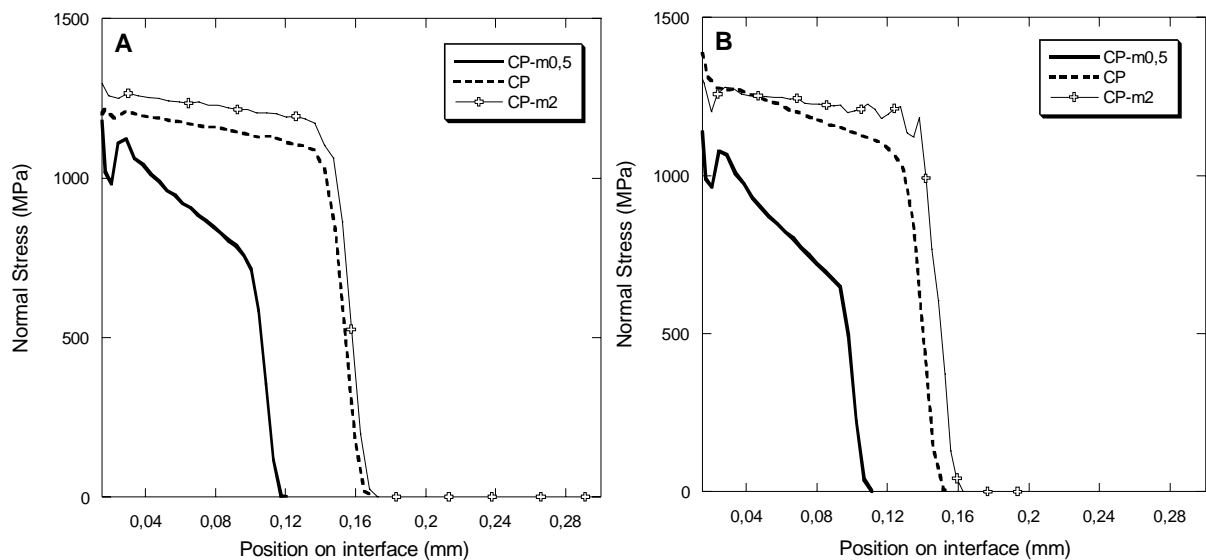 A
CP-m0,5
CP
CP-m2
1500
1000
500
0
Normal Stress (MPa)
0,04 0,08 0,12 0,16 0,2 0,24 0,28
Position on interface (mm)
B
CP-m0,5
CP
CP-m2
1500
1000
500
0
Normal Stress (MPa)
0,04 0,08 0,12 0,16 0,2 0,24 0,28
Position on interface (mm)